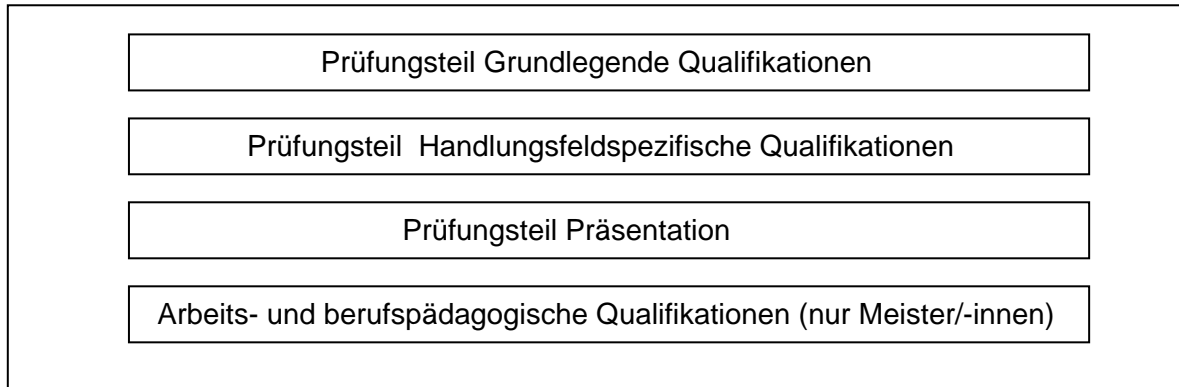 Prüfungsteil Grundlegende Qualifikationen
Prüfungsteil Handlungsfeldspezifische Qualifikationen
Prüfungsteil Präsentation
Arbeits- und berufspädagogische Qualifikationen (nur Meister/-innen)